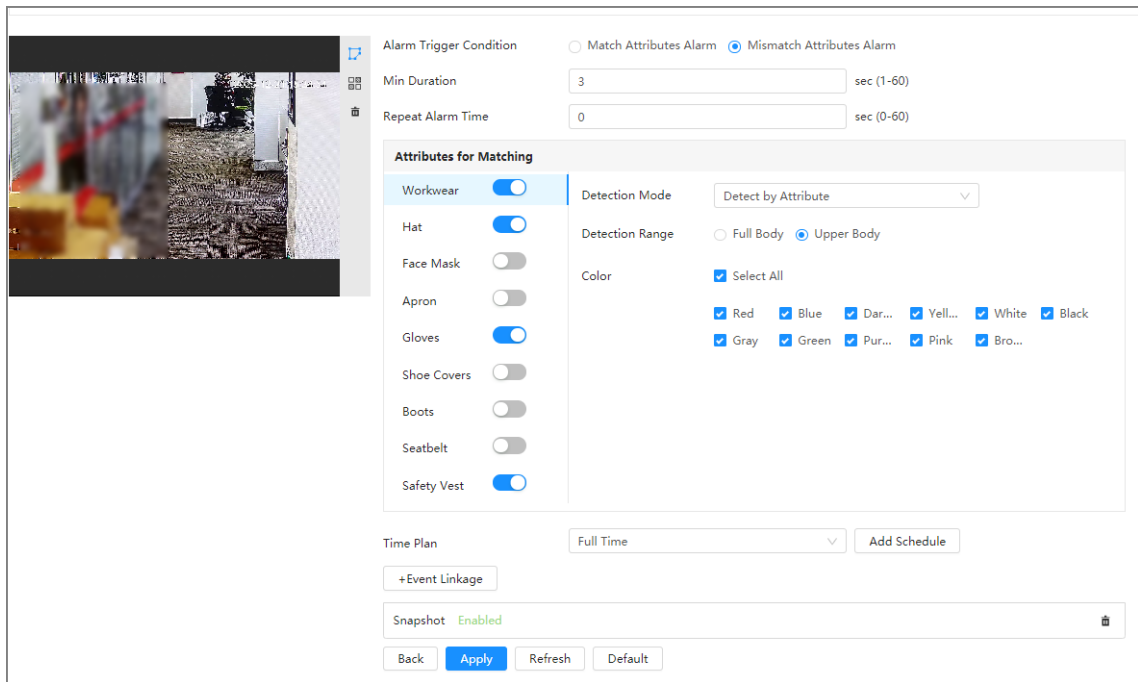 Alarm Trigger Condition Match Attributes Alarm Mismatch Attributes Alarm
Min Duration 3 sec (1-60)
Repeat Alarm Time 0 sec (0-60)
Attributes for Matching
Workwear
Hat
Face Mask
Apron
Gloves
Shoe Covers
Boots
Seatbelt
Safety Vest
Detection Mode Detect by Attribute
Detection Range Full Body Upper Body
Color Select All
Red Blue Dar... Yell... White Black
Gray Green Pur... Pink Bro...
Time Plan Full Time Add Schedule
+Event Linkage
Snapshot Enabled
Back Apply Refresh Default